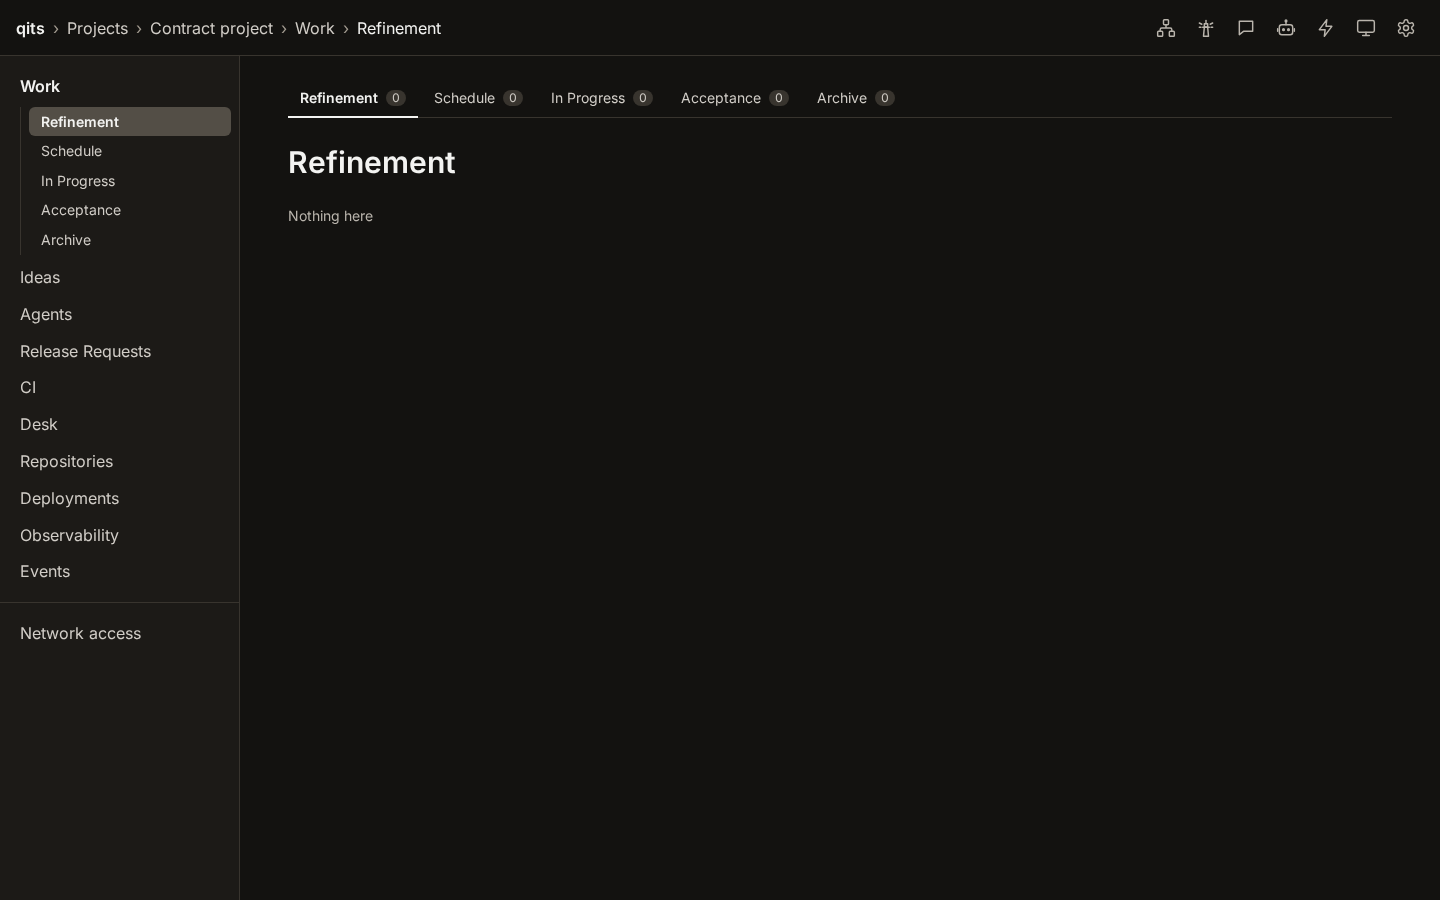 qits › Projects › Contract project › Work › Refinement
Work
Refinement
Schedule
In Progress
Acceptance
Archive
Ideas
Agents
Release Requests
CI
Desk
Repositories
Deployments
Observability
Events
Network access
Refinement 0 Schedule 0 In Progress 0 Acceptance 0 Archive 0
Refinement
Nothing here